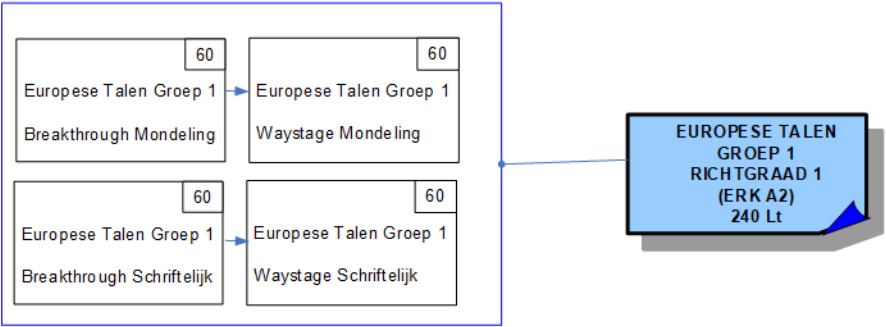 60
Europese Talen Groep 1
Breakthrough Mondeling
60
Europese Talen Groep 1
Waystage Mondeling
60
Europese Talen Groep 1
Breakthrough Schriftelijk
60
Europese Talen Groep 1
Waystage Schriftelijk
EUROPESE TALEN
GROEP 1
RICHTGRAAD 1
(ERK A2)
240 Lt